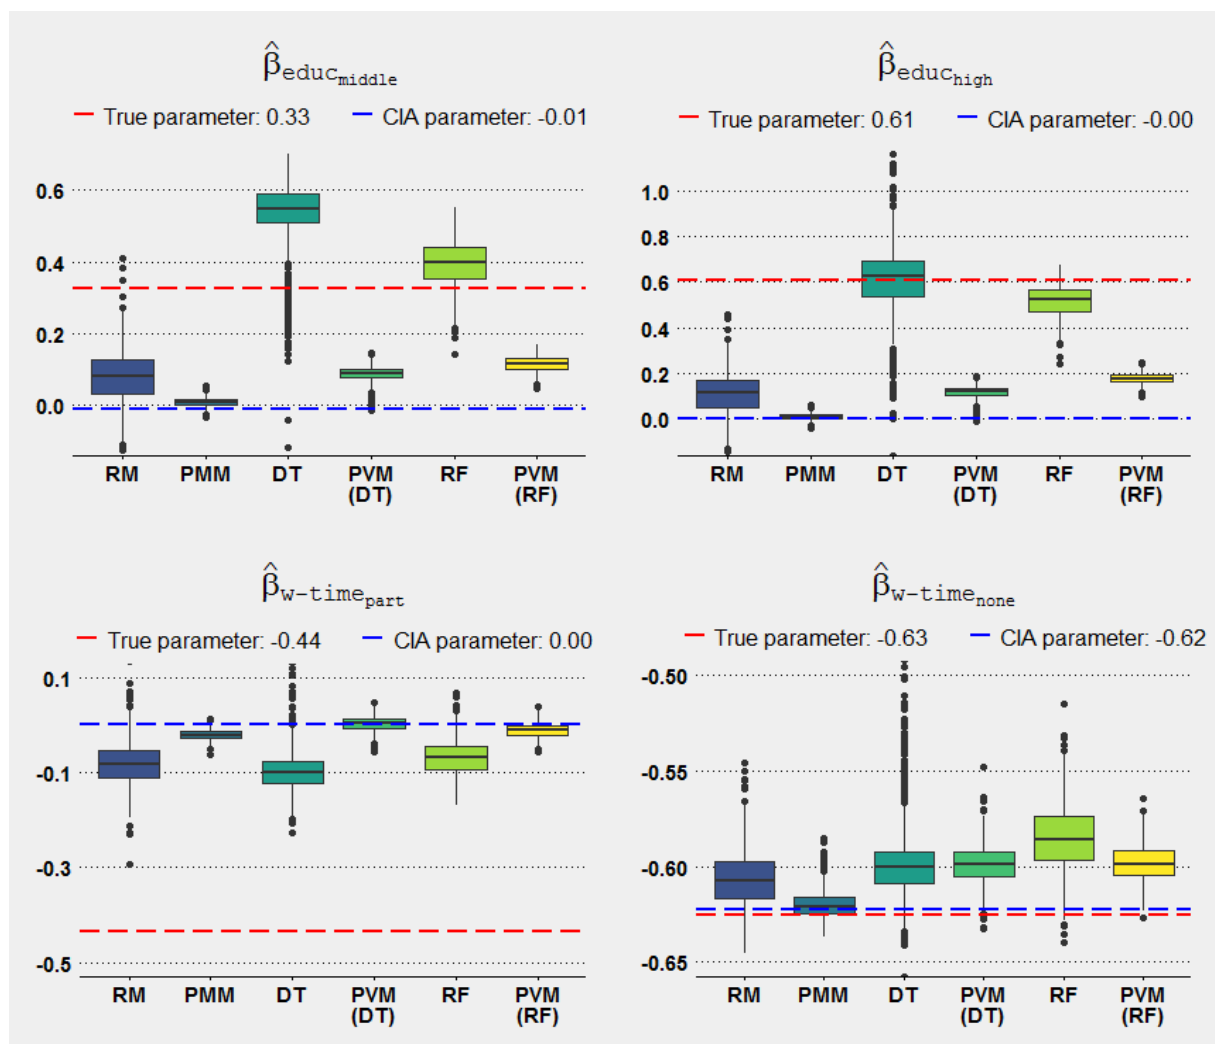 β̂educmiddle
True parameter: 0.33 CIA parameter: -0.01
0.6
0.4
0.2
0.0
RM PMM DT PVM RF PVM
(DT) (RF)
β̂educhigh
True parameter: 0.61 CIA parameter: -0.00
1.0
0.8
0.6
0.4
0.2
0.0
RM PMM DT PVM RF PVM
(DT) (RF)
β̂w-timepart
True parameter: -0.44 CIA parameter: 0.00
0.1
-0.1
-0.3
-0.5
RM PMM DT PVM RF PVM
(DT) (RF)
β̂w-timenone
True parameter: -0.63 CIA parameter: -0.62
-0.50
-0.55
-0.60
-0.65
RM PMM DT PVM RF PVM
(DT) (RF)